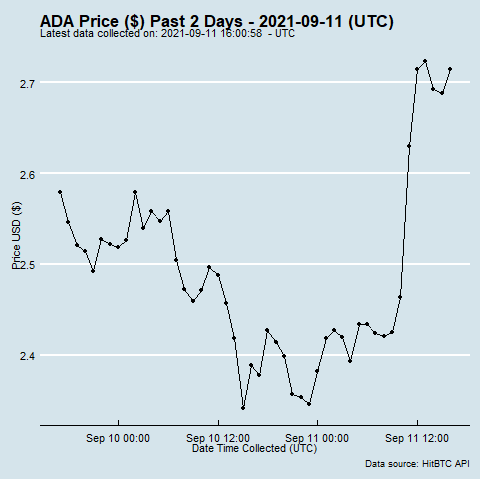 ADA Price ($) Past 2 Days - 2021-09-11 (UTC)
Latest data collected on: 2021-09-11 16:00:58 - UTC
2.7
2.6
2.5
2.4
Price USD ($)
Sep 10 00:00
Sep 10 12:00
Sep 11 00:00
Sep 11 12:00
Date Time Collected (UTC)
Data source: HitBTC API